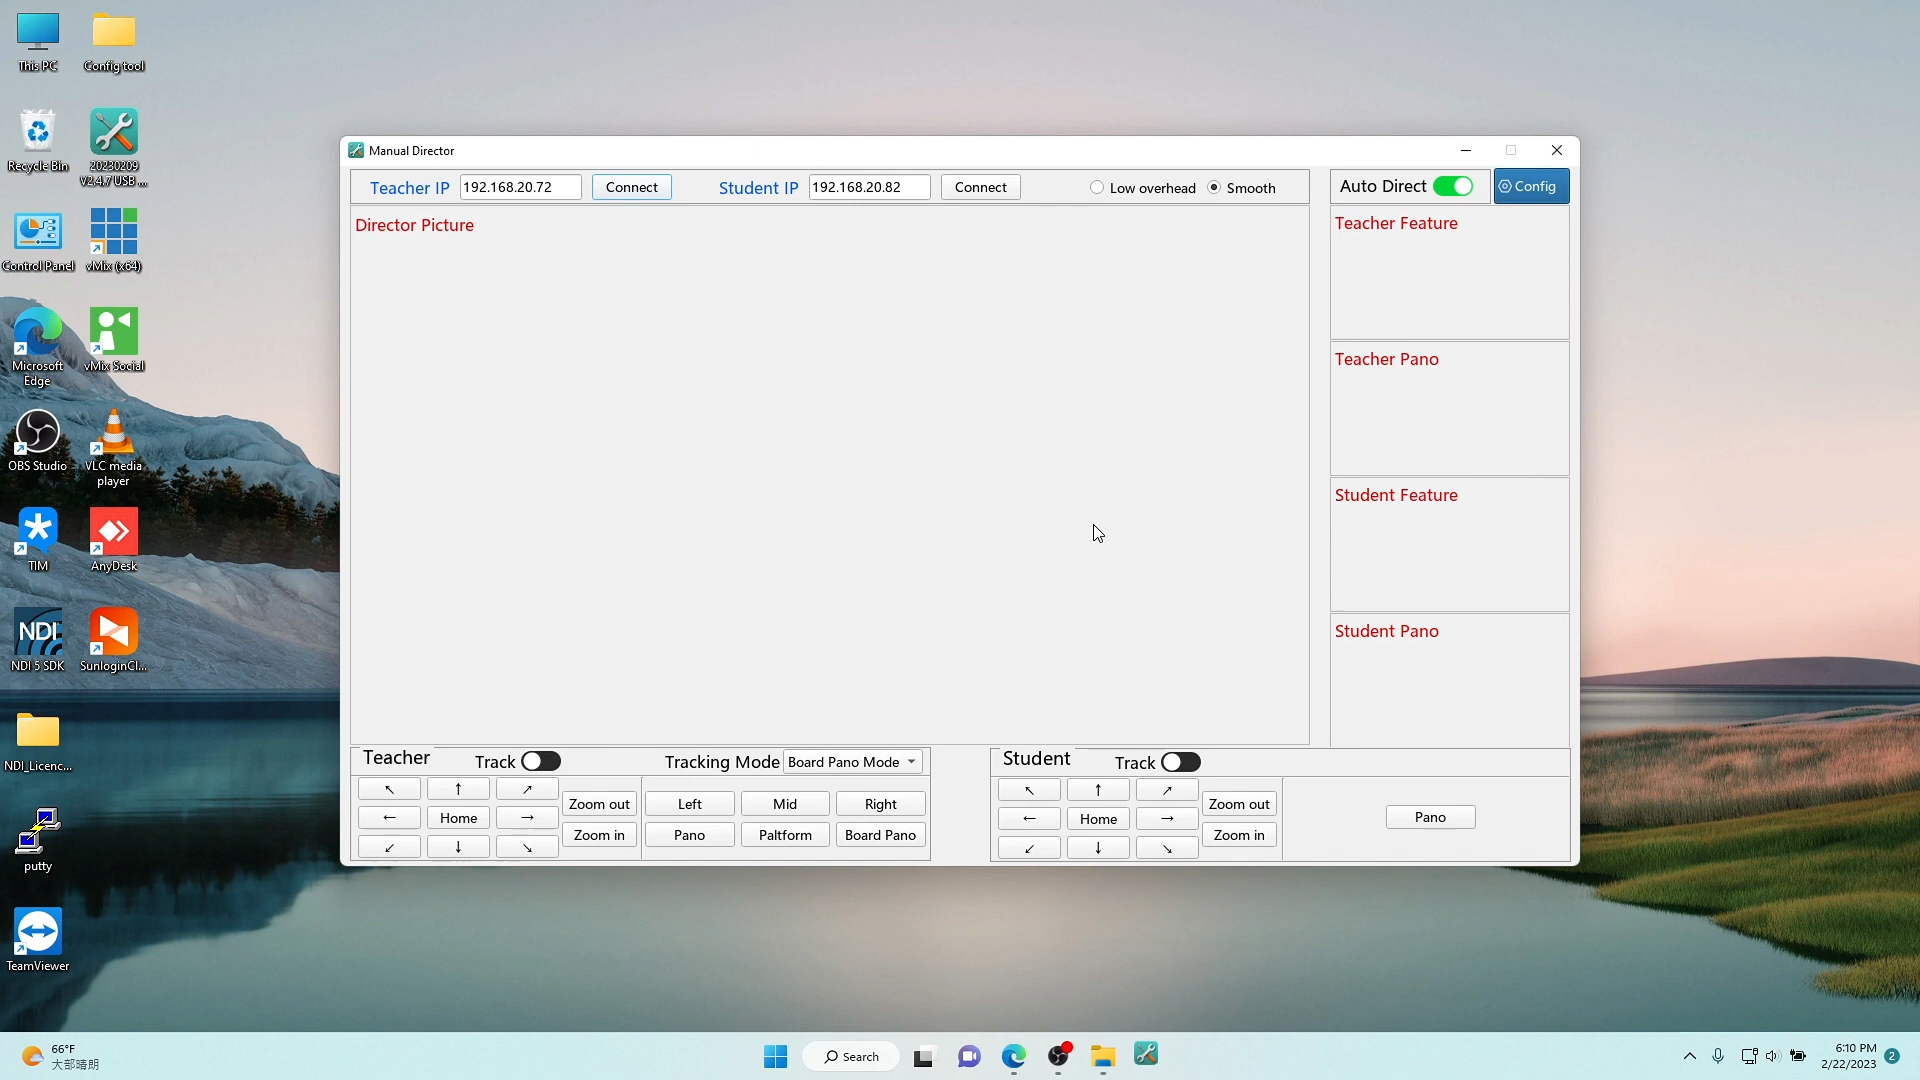 This PC
Config tool
Recycle Bin
20230209
V2.4.7 USB ...
Control Panel
vMix (x64)
Microsoft
Edge
vMix Social
OBS Studio
VLC media
player
TIM
AnyDesk
NDI
NDI 5 SDK
SunloginCl...
NDI_Licenc...
putty
TeamViewer
Manual Director
Teacher IP 192.168.20.72 Connect Student IP 192.168.20.82 Connect Low overhead Smooth Auto Direct Config
Director Picture
Teacher Feature
Teacher Pano
Student Feature
Student Pano
Teacher Track Tracking Mode Board Pano Mode
↖ ↑ ↗
← Home →
↙ ↓ ↘
Zoom out
Zoom in
Left Mid Right
Pano Paltform Board Pano
Student Track
↖ ↑ ↗
← Home →
↙ ↓ ↘
Zoom out
Zoom in
Pano
66°F
大部晴朗
Search
6:10 PM
2/22/2023
2